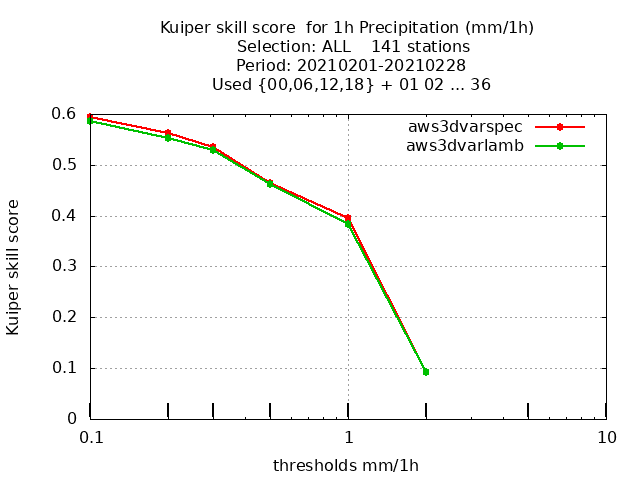 Kuiper skill score  for 1h Precipitation (mm/1h)
Selection: ALL    141 stations
Period: 20210201-20210228
Used {00,06,12,18} + 01 02 ... 36
aws3dvarspec
aws3dvarlamb
0.6
0.5
0.4
0.3
0.2
0.1
0
Kuiper skill score
0.1 1 10
thresholds mm/1h